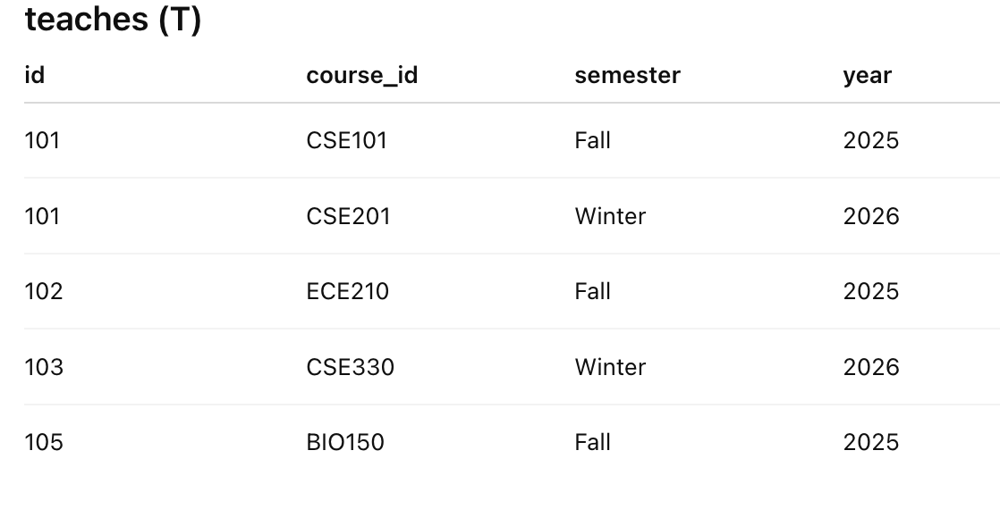 teaches (T)
id course_id semester year
101 CSE101 Fall 2025
101 CSE201 Winter 2026
102 ECE210 Fall 2025
103 CSE330 Winter 2026
105 BIO150 Fall 2025